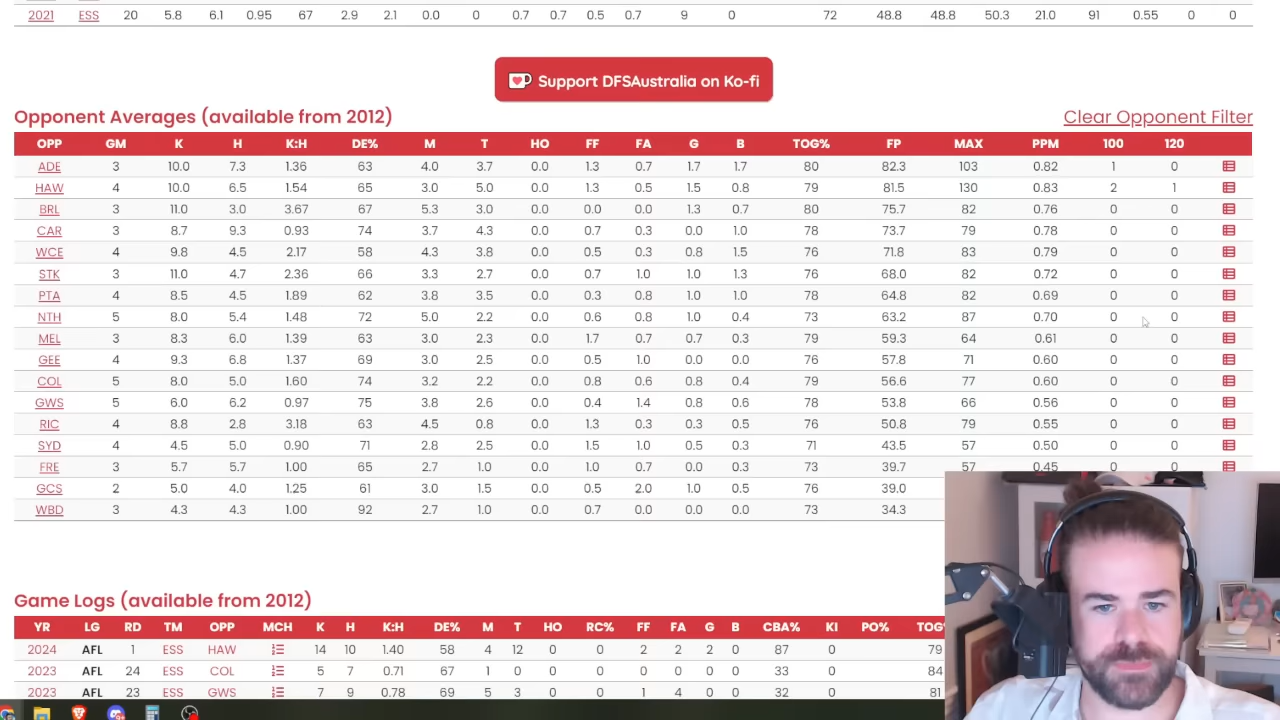 2021 ESS 20 5.8 6.1 0.95 67 2.9 2.1 0.0 0 0.7 0.7 0.5 0.7 9 0 72 48.8 48.8 50.3 21.0 91 0.55 0 0
Support DFSAustralia on Ko-fi
Opponent Averages (available from 2012) Clear Opponent Filter
OPP GM K H K:H DE% M T HO FF FA G B TOG% FP MAX PPM 100 120
ADE 3 10.0 7.3 1.36 63 4.0 3.7 0.0 1.3 0.7 1.7 1.7 80 82.3 103 0.82 1 0
HAW 4 10.0 6.5 1.54 65 3.0 5.0 0.0 1.3 0.5 1.5 0.8 79 81.5 130 0.83 2 1
BRL 3 11.0 3.0 3.67 67 5.3 3.0 0.0 0.0 0.0 1.3 0.7 80 75.7 82 0.76 0 0
CAR 3 8.7 9.3 0.93 74 3.7 4.3 0.0 0.7 0.3 0.0 1.0 78 73.7 79 0.78 0 0
WCE 4 9.8 4.5 2.17 58 4.3 3.8 0.0 0.5 0.3 0.8 1.5 76 71.8 83 0.79 0 0
STK 3 11.0 4.7 2.36 66 3.3 2.7 0.0 0.7 1.0 1.0 1.3 76 68.0 82 0.72 0 0
PTA 4 8.5 4.5 1.89 62 3.8 3.5 0.0 0.3 0.8 1.0 1.0 78 64.8 82 0.69 0 0
NTH 5 8.0 5.4 1.48 72 5.0 2.2 0.0 0.6 0.8 1.0 0.4 73 63.2 87 0.70 0 0
MEL 3 8.3 6.0 1.39 63 3.0 2.3 0.0 1.7 0.7 0.7 0.3 79 59.3 64 0.61 0 0
GEE 4 9.3 6.8 1.37 69 3.0 2.5 0.0 0.5 1.0 0.0 0.0 76 57.8 71 0.60 0 0
COL 5 8.0 5.0 1.60 74 3.2 2.2 0.0 0.8 0.6 0.8 0.4 79 56.6 77 0.60 0 0
GWS 5 6.0 6.2 0.97 75 3.8 2.6 0.0 0.4 1.4 0.8 0.6 78 53.8 66 0.56 0 0
RIC 4 8.8 2.8 3.18 63 4.5 0.8 0.0 1.3 0.3 0.3 0.5 76 50.8 79 0.55 0 0
SYD 4 4.5 5.0 0.90 71 2.8 2.5 0.0 1.5 1.0 0.5 0.3 71 43.5 57 0.50 0 0
FRE 3 5.7 5.7 1.00 65 2.7 1.0 0.0 1.0 0.7 0.0 0.3 73 39.7 57 0.45 0 0
GCS 2 5.0 4.0 1.25 61 3.0 1.5 0.0 0.5 2.0 1.0 0.5 76 39.0
WBD 3 4.3 4.3 1.00 92 2.7 1.0 0.0 0.7 0.0 0.0 0.0 73 34.3
Game Logs (available from 2012)
YR LG RD TM OPP MCH K H K:H DE% M T HO RC% FF FA G B CBA% KI PO% TOG%
2024 AFL 1 ESS HAW 14 10 1.40 58 4 12 0 0 2 2 2 0 87 0 79
2023 AFL 24 ESS COL 5 7 0.71 67 1 0 0 0 0 0 0 0 33 0 84
2023 AFL 23 ESS GWS 7 9 0.78 69 5 3 0 0 1 4 0 0 32 0 81